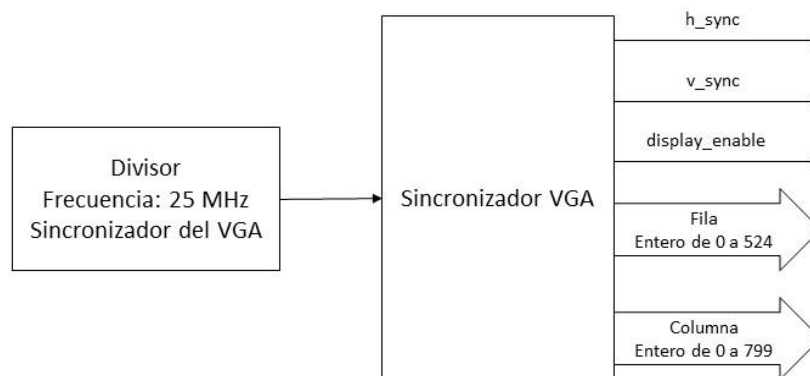 h_sync
v_sync
display_enable
Divisor
Frecuencia: 25 MHz
Sincronizador del VGA
Sincronizador VGA
Fila
Entero de 0 a 524
Columna
Entero de 0 a 799